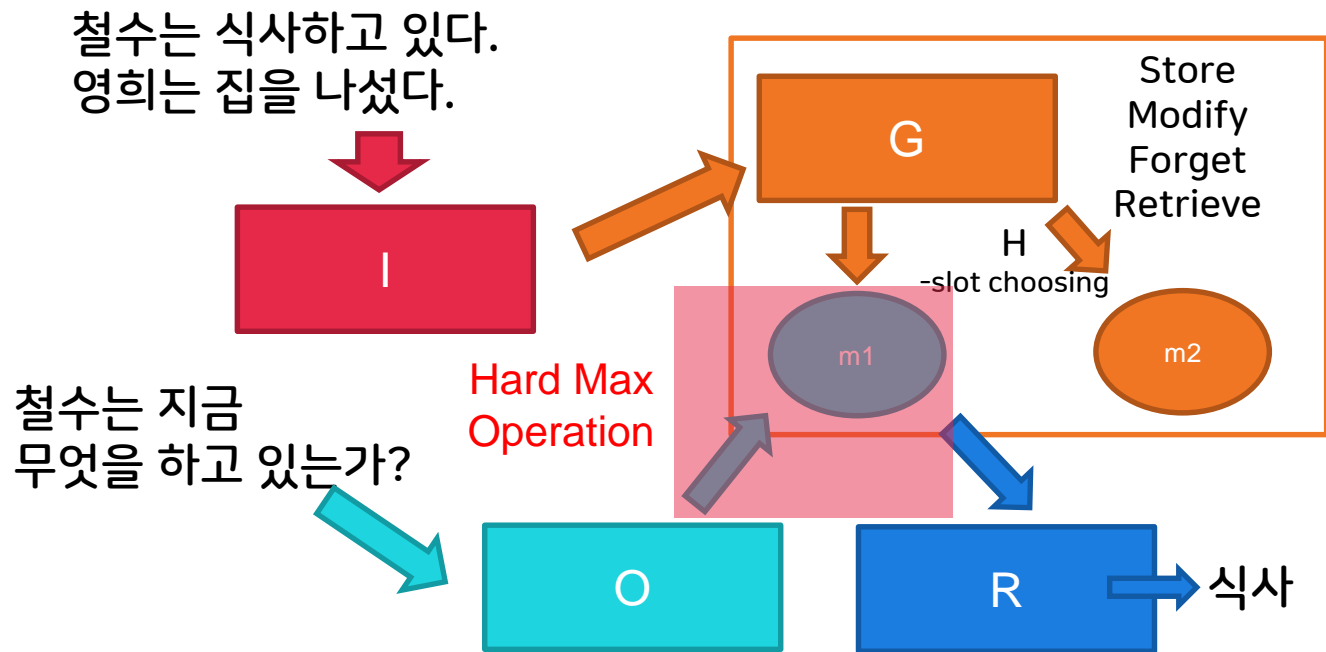 철수는 식사하고 있다.
영희는 집을 나섰다.
I
G
Store
Modify
Forget
Retrieve
H
-slot choosing
m1
m2
Hard Max
Operation
철수는 지금
무엇을 하고 있는가?
O
R
식사